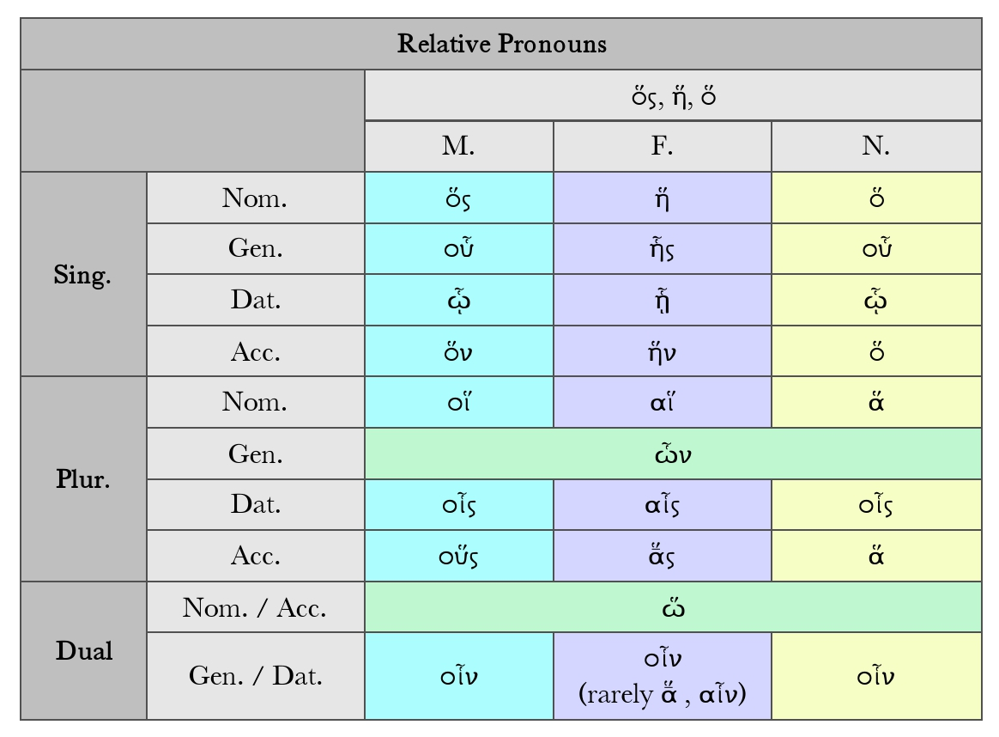 Relative Pronouns
ὅς, ἥ, ὅ
M. F. N.
Sing.
Nom. ὅς ἥ ὅ
Gen. οὗ ἧς οὗ
Dat. ᾧ ᾗ ᾧ
Acc. ὅν ἥν ὅ
Plur.
Nom. οἵ αἵ ἅ
Gen. ὧν
Dat. οἷς αἷς οἷς
Acc. οὕς ᾱ̔́ς ἅ
Dual
Nom. / Acc. ὥ
Gen. / Dat. οἷν οἷν οἷν
(rarely ᾱ̔́ , αἷν)